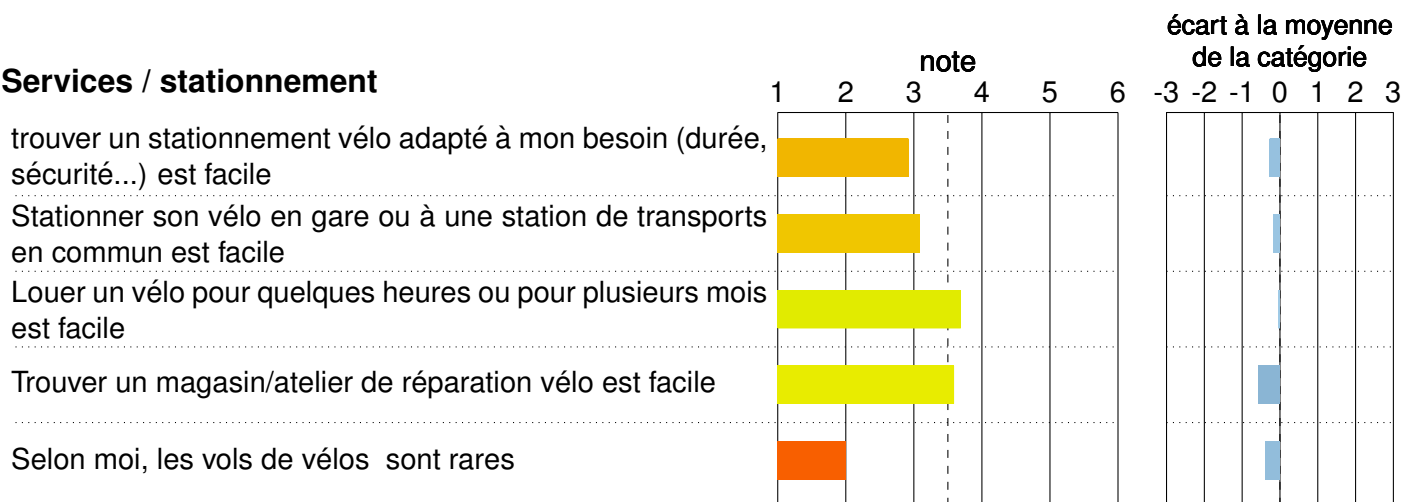 écart à la moyenne
de la catégorie
note
Services / stationnement
1 2 3 4 5 6 -3 -2 -1 0 1 2 3
trouver un stationnement vélo adapté à mon besoin (durée,
sécurité...) est facile
Stationner son vélo en gare ou à une station de transports
en commun est facile
Louer un vélo pour quelques heures ou pour plusieurs mois
est facile
Trouver un magasin/atelier de réparation vélo est facile
Selon moi, les vols de vélos sont rares